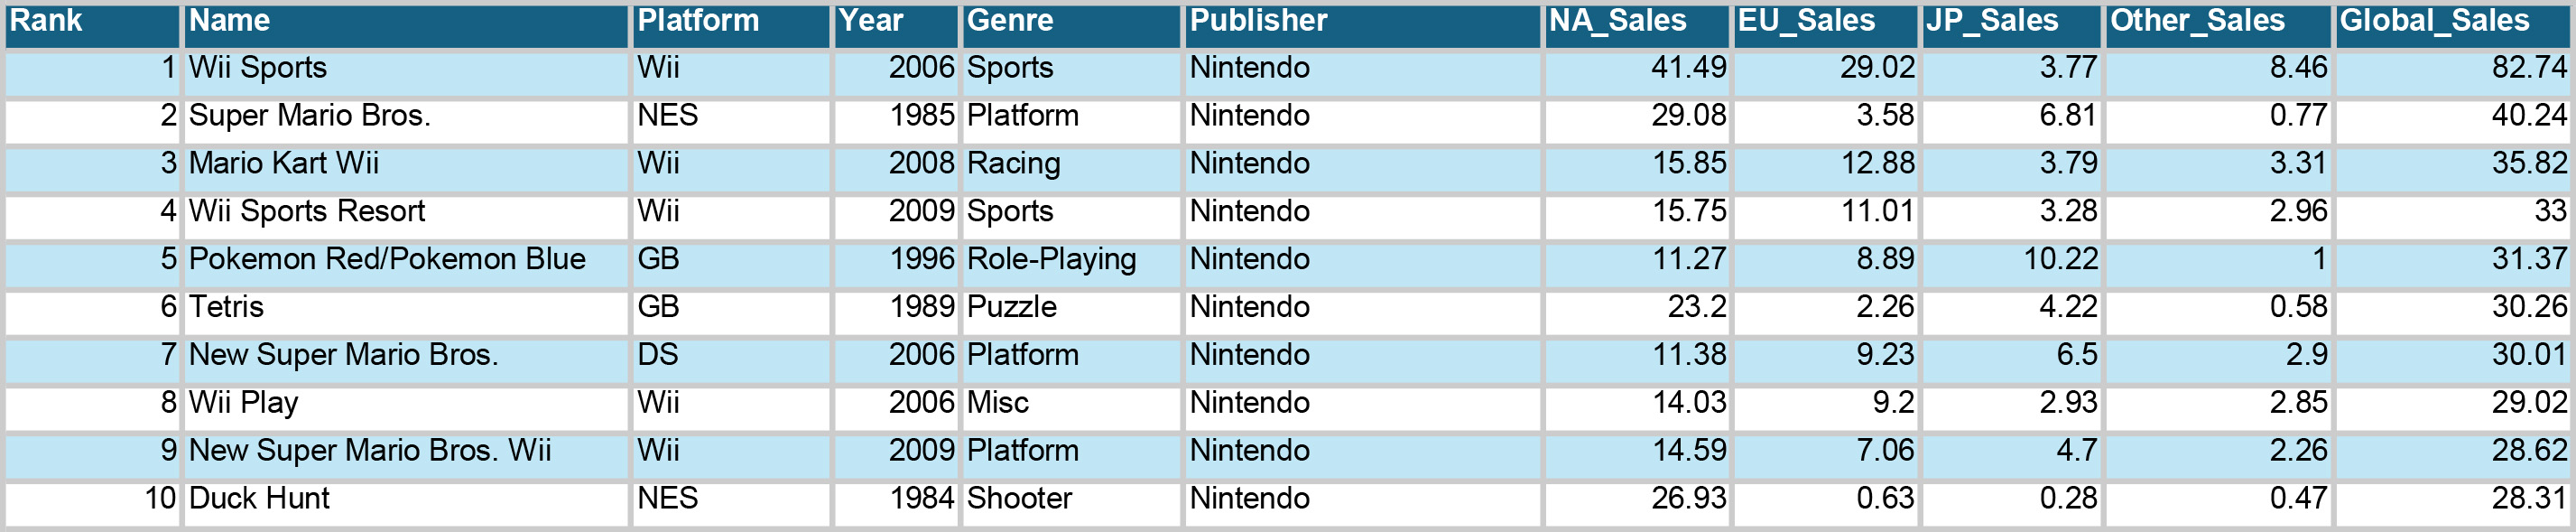 Rank Name Platform Year Genre Publisher NA_Sales EU_Sales JP_Sales Other_Sales Global_Sales
1 Wii Sports Wii 2006 Sports Nintendo 41.49 29.02 3.77 8.46 82.74
2 Super Mario Bros. NES 1985 Platform Nintendo 29.08 3.58 6.81 0.77 40.24
3 Mario Kart Wii Wii 2008 Racing Nintendo 15.85 12.88 3.79 3.31 35.82
4 Wii Sports Resort Wii 2009 Sports Nintendo 15.75 11.01 3.28 2.96 33
5 Pokemon Red/Pokemon Blue GB 1996 Role-Playing Nintendo 11.27 8.89 10.22 1 31.37
6 Tetris GB 1989 Puzzle Nintendo 23.2 2.26 4.22 0.58 30.26
7 New Super Mario Bros. DS 2006 Platform Nintendo 11.38 9.23 6.5 2.9 30.01
8 Wii Play Wii 2006 Misc Nintendo 14.03 9.2 2.93 2.85 29.02
9 New Super Mario Bros. Wii Wii 2009 Platform Nintendo 14.59 7.06 4.7 2.26 28.62
10 Duck Hunt NES 1984 Shooter Nintendo 26.93 0.63 0.28 0.47 28.31